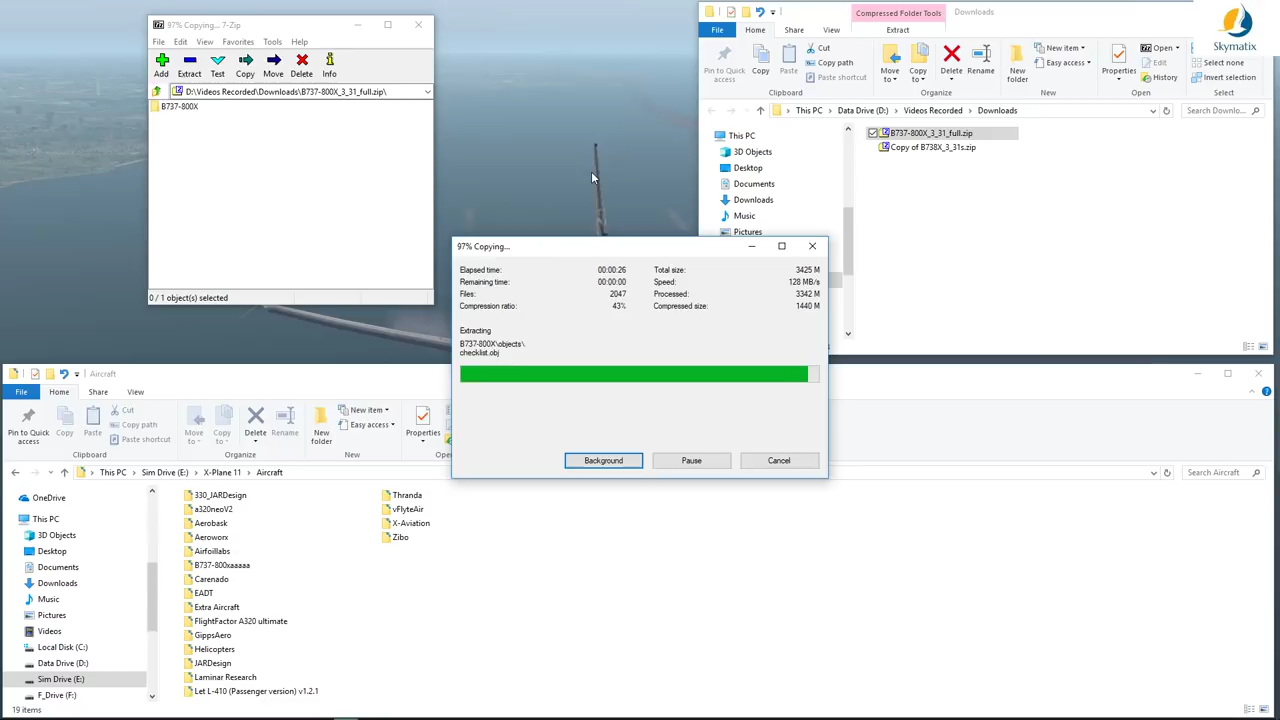 97% Copying... 7-Zip
File Edit View Favorites Tools Help
Add Extract Test Copy Move Delete Info
D:\Videos Recorded\Downloads\B737-800X_3_31_full.zip\
B737-800X
0 / 1 object(s) selected
Compressed Folder Tools Downloads
File Home Share View Extract
Pin to Quick access
Copy
Paste
Cut
Copy path
Paste shortcut
Clipboard
Move to
Copy to
Delete
Rename
Organize
New folder
New item
Easy access
New
Properties
Open
Edit
History
Open
Select none
Invert selection
Select
Skymatix
This PC Data Drive (D:) Videos Recorded Downloads
Search Downlo...
This PC
3D Objects
Desktop
Documents
Downloads
Music
Pictures
B737-800X_3_31_full.zip
Copy of B738X_3_31s.zip
97% Copying...
Elapsed time: 00:00:26 Total size: 3425 M
Remaining time: 00:00:00 Speed: 128 MB/s
Files: 2047 Processed: 3342 M
Compression ratio: 43% Compressed size: 1440 M
Extracting
B737-800X\objects\
checklist.obj
Background Pause Cancel
Aircraft
File Home Share View
Pin to Quick access
Copy
Paste
Cut
Copy path
Paste shortcut
Clipboard
Move to
Copy to
Delete
Rename
Organize
New folder
New item
Easy access
New
Properties
Open
This PC Sim Drive (E:) X-Plane 11 Aircraft
Search Aircraft
OneDrive
This PC
3D Objects
Desktop
Documents
Downloads
Music
Pictures
Videos
Local Disk (C:)
Data Drive (D:)
Sim Drive (E:)
F_Drive (F:)
330_JARDesign
a320neoV2
Aerobask
Aeroworx
Airfoillabs
B737-800xaaaaa
Carenado
EADT
Extra Aircraft
FlightFactor A320 ultimate
GippsAero
Helicopters
JARDesign
Laminar Research
Let L-410 (Passenger version) v1.2.1
Thranda
vFlyteAir
X-Aviation
Zibo
19 items